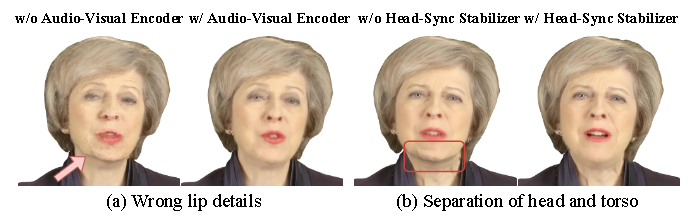 w/o Audio-Visual Encoder w/ Audio-Visual Encoder w/o Head-Sync Stabilizer w/ Head-Sync Stabilizer
(a) Wrong lip details (b) Separation of head and torso